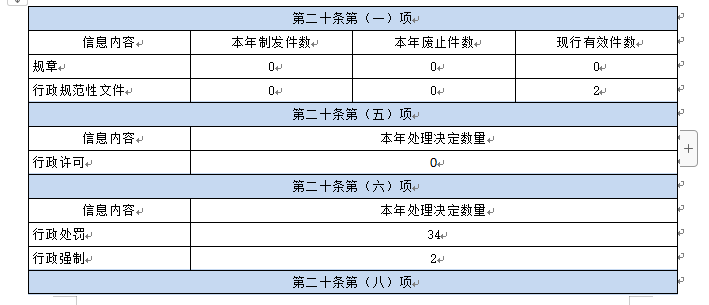 第二十条第（一）项
信息内容 本年制发件数 本年废止件数 现行有效件数
规章 0 0 0
行政规范性文件 0 0 2
第二十条第（五）项
信息内容 本年处理决定数量
行政许可 0
第二十条第（六）项
信息内容 本年处理决定数量
行政处罚 34
行政强制 2
第二十条第（八）项